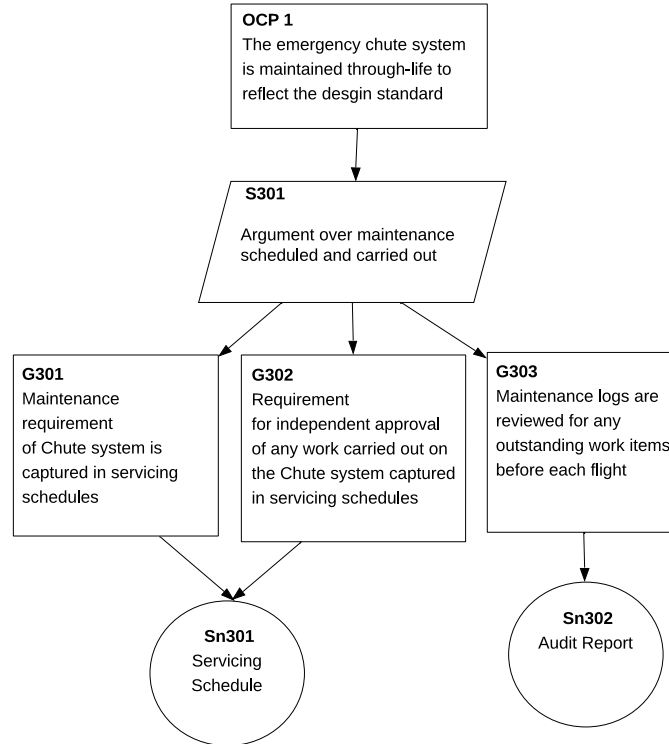 OCP 1
The emergency chute system
is maintained through-life to
reflect the desgin standard
S301
Argument over maintenance
scheduled and carried out
G301
Maintenance
requirement
of Chute system is
captured in servicing
schedules
G302
Requirement
for independent approval
of any work carried out on
the Chute system captured
in servicing schedules
G303
Maintenance logs are
reviewed for any
outstanding work items
before each flight
Sn301
Servicing
Schedule
Sn302
Audit Report